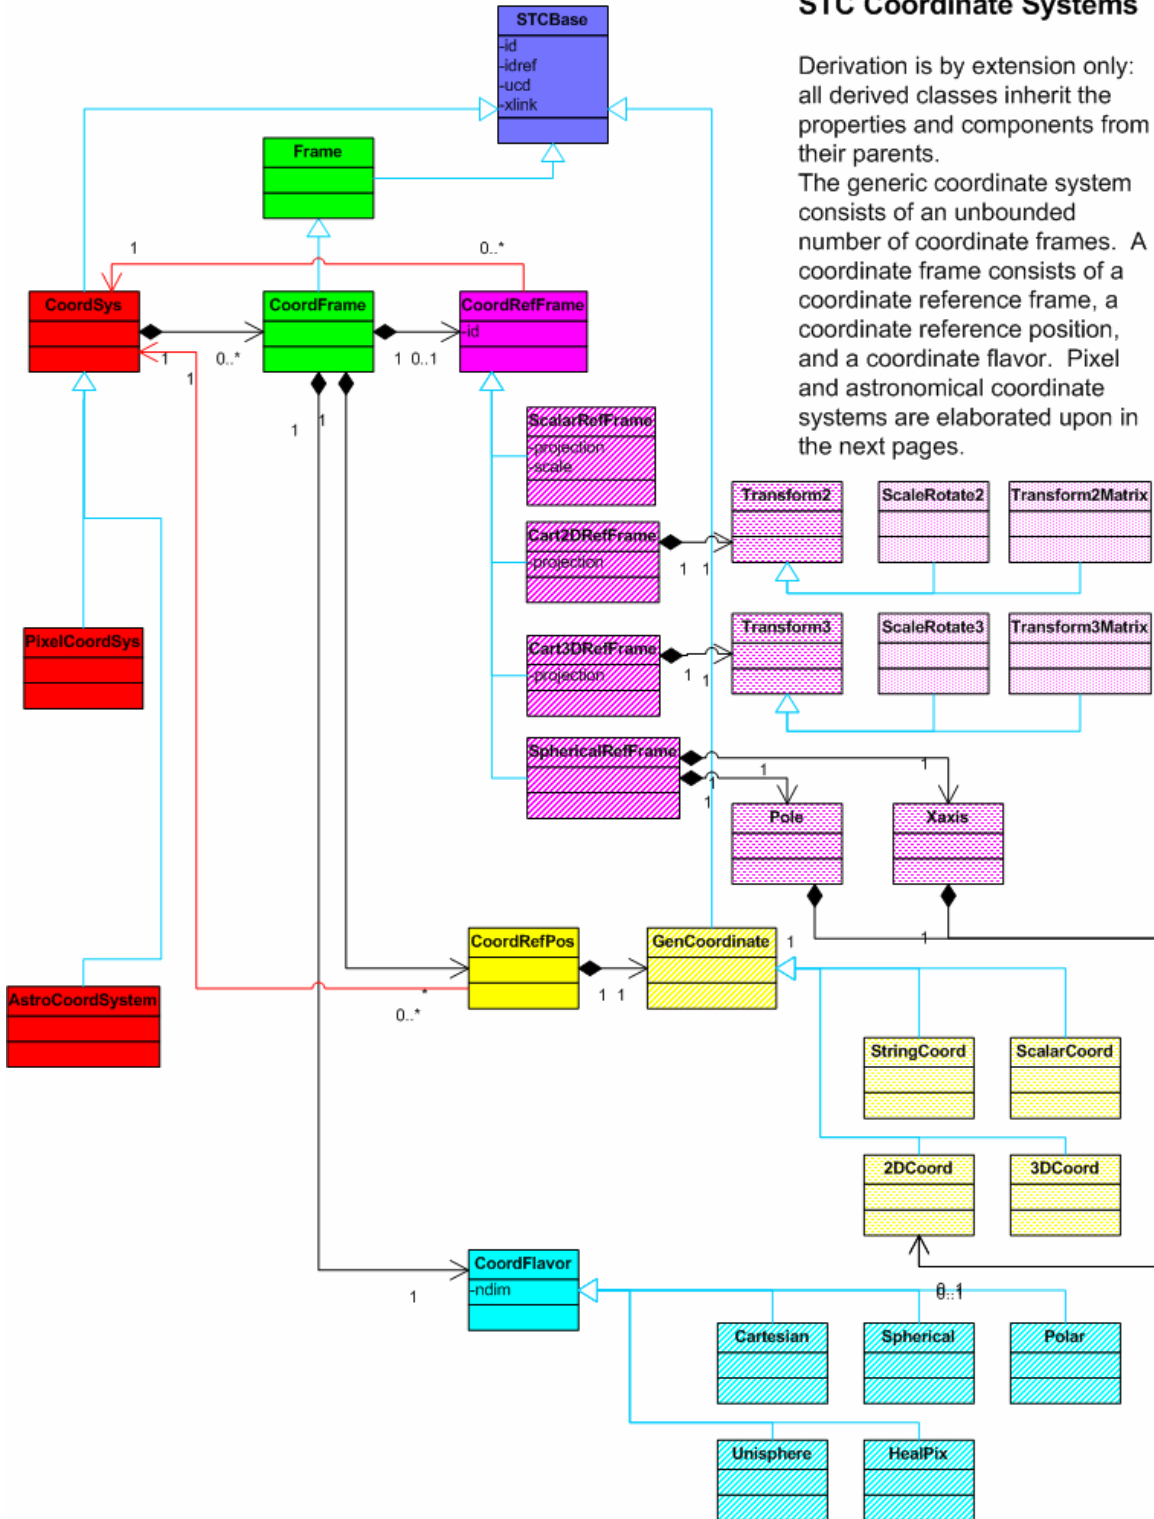 STC Coordinate Systems
Derivation is by extension only:
all derived classes inherit the
properties and components from
their parents.
The generic coordinate system
consists of an unbounded
number of coordinate frames. A
coordinate frame consists of a
coordinate reference frame, a
coordinate reference position,
and a coordinate flavor. Pixel
and astronomical coordinate
systems are elaborated upon in
the next pages.
STCBase
-id
-idref
-ucd
-xlink
Frame
1
0..*
CoordSys
CoordFrame
CoordRefFrame
-id
1
0..*
1 0..1
1
1
1
ScalarRefFrame
-projection
-scale
Transform2
ScaleRotate2
Transform2Matrix
Cart2DRefFrame
-projection
1 1
PixelCoordSys
Transform3
ScaleRotate3
Transform3Matrix
Cart3DRefFrame
-projection
1 1
SphericalRefFrame
1
1
1
1
Pole
Xaxis
CoordRefPos
GenCoordinate
1
1
AstroCoordSystem
*
0..*
1 1
StringCoord
ScalarCoord
2DCoord
3DCoord
CoordFlavor
-ndim
1
0..1
Cartesian
Spherical
Polar
Unisphere
HealPix